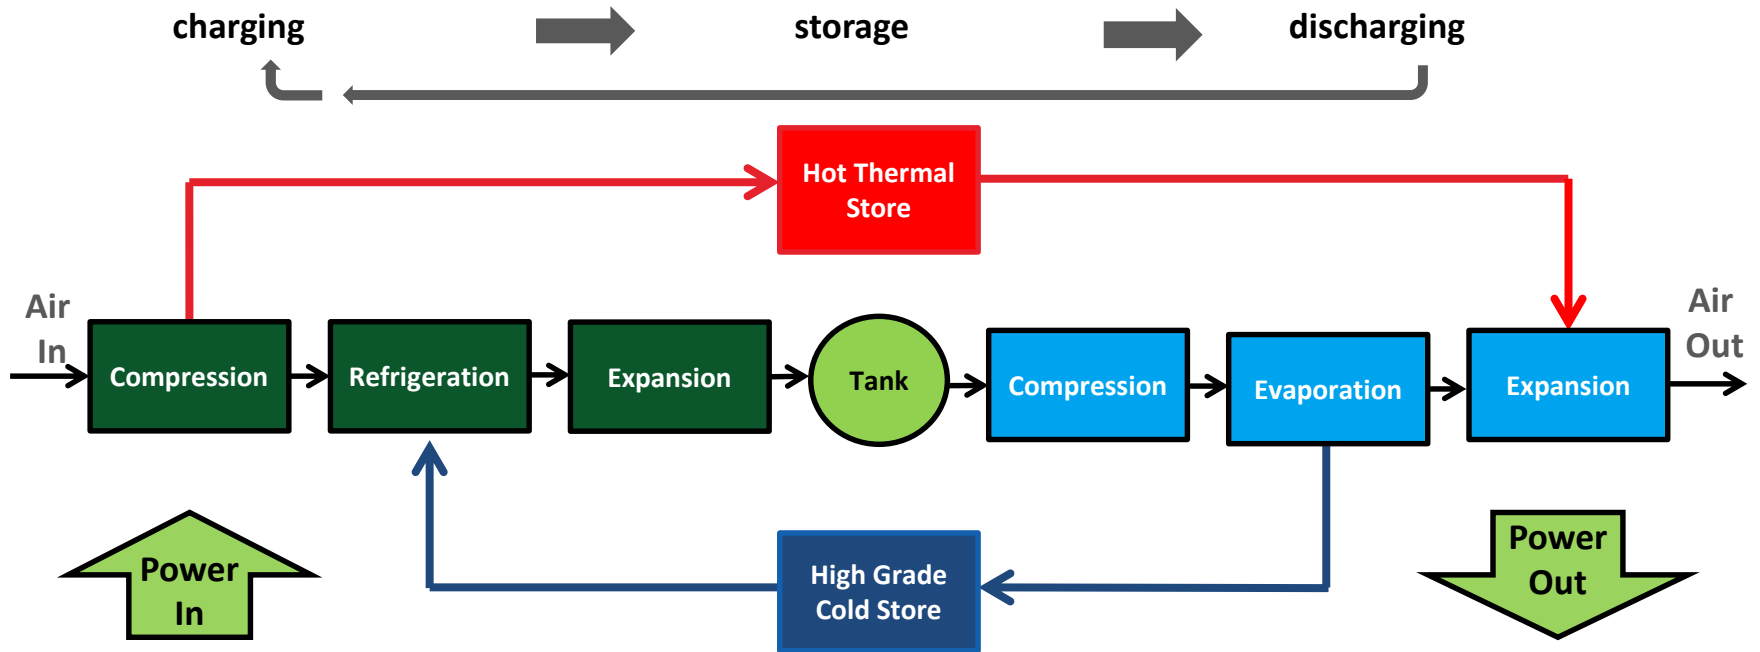 charging
storage
discharging
Hot Thermal
Store
Air
In
Air
Out
Compression
Refrigeration
Expansion
Tank
Compression
Evaporation
Expansion
Power
In
High Grade
Cold Store
Power
Out